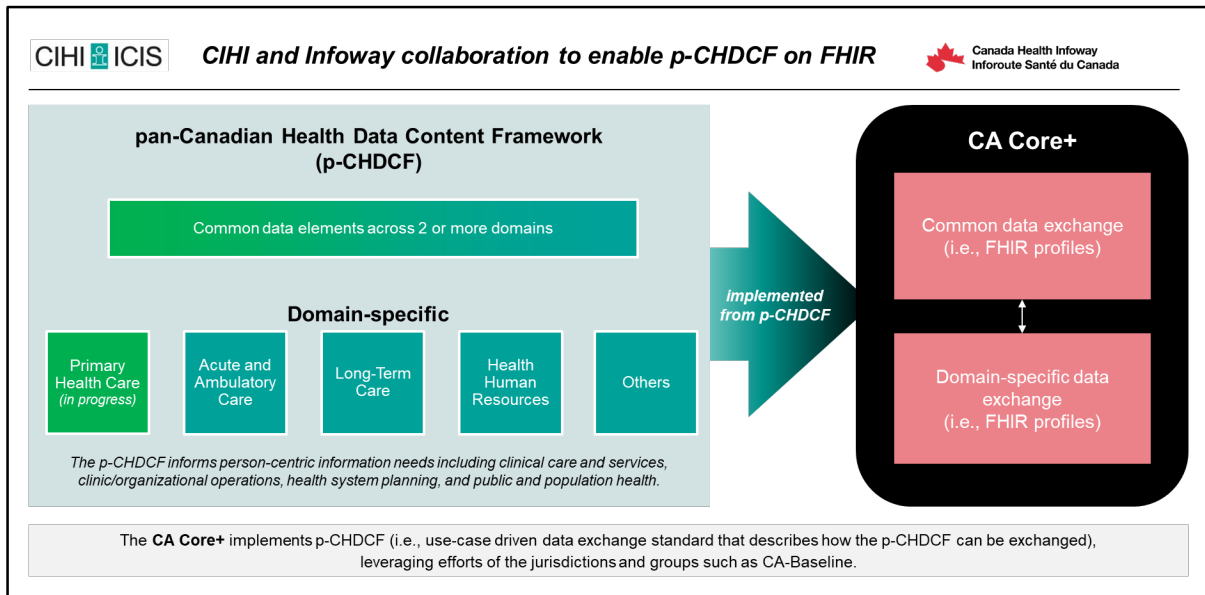 CIHI ICIS
CIHI and Infoway collaboration to enable p-CHDCF on FHIR
Canada Health Infoway
Inforoute Santé du Canada
pan-Canadian Health Data Content Framework
(p-CHDCF)
Common data elements across 2 or more domains
Domain-specific
Primary
Health Care
(in progress)
Acute and
Ambulatory
Care
Long-Term
Care
Health
Human
Resources
Others
The p-CHDCF informs person-centric information needs including clinical care and services,
clinic/organizational operations, health system planning, and public and population health.
implemented
from p-CHDCF
CA Core+
Common data exchange
(i.e., FHIR profiles)
Domain-specific data
exchange
(i.e., FHIR profiles)
The CA Core+ implements p-CHDCF (i.e., use-case driven data exchange standard that describes how the p-CHDCF can be exchanged),
leveraging efforts of the jurisdictions and groups such as CA-Baseline.